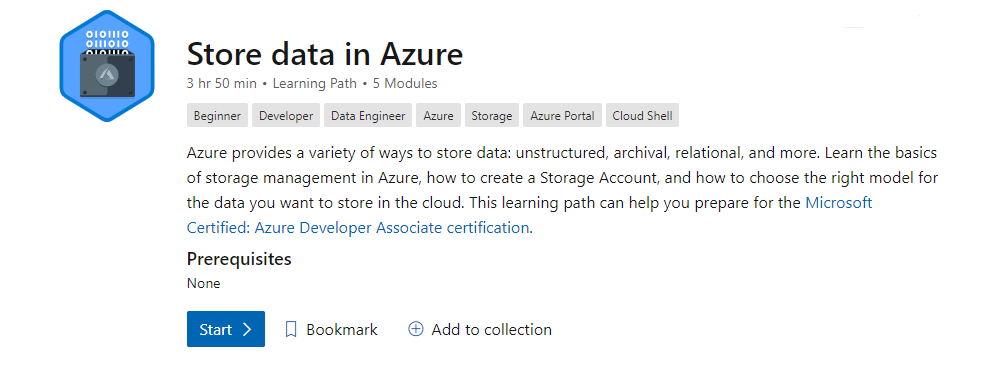 010110
011010
010110
Store data in Azure
3 hr 50 min • Learning Path • 5 Modules
Beginner Developer Data Engineer Azure Storage Azure Portal Cloud Shell
Azure provides a variety of ways to store data: unstructured, archival, relational, and more. Learn the basics
of storage management in Azure, how to create a Storage Account, and how to choose the right model for
the data you want to store in the cloud. This learning path can help you prepare for the Microsoft
Certified: Azure Developer Associate certification.
Prerequisites
None
Start Bookmark Add to collection